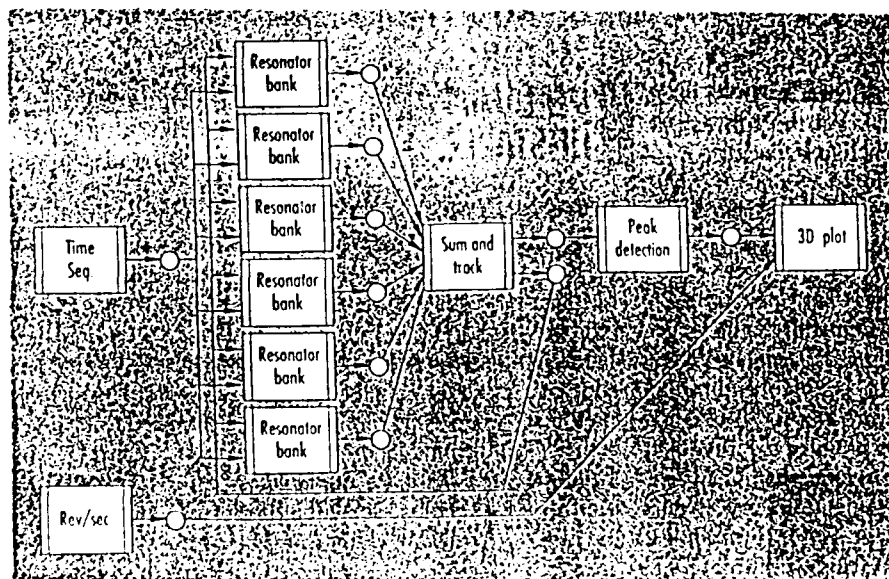 Resonator
bank
Resonator
bank
Resonator
bank
Resonator
bank
Resonator
bank
Resonator
bank
Time
Seq.
Sum and
track
Peak
detection
3D plot
Rev/sec